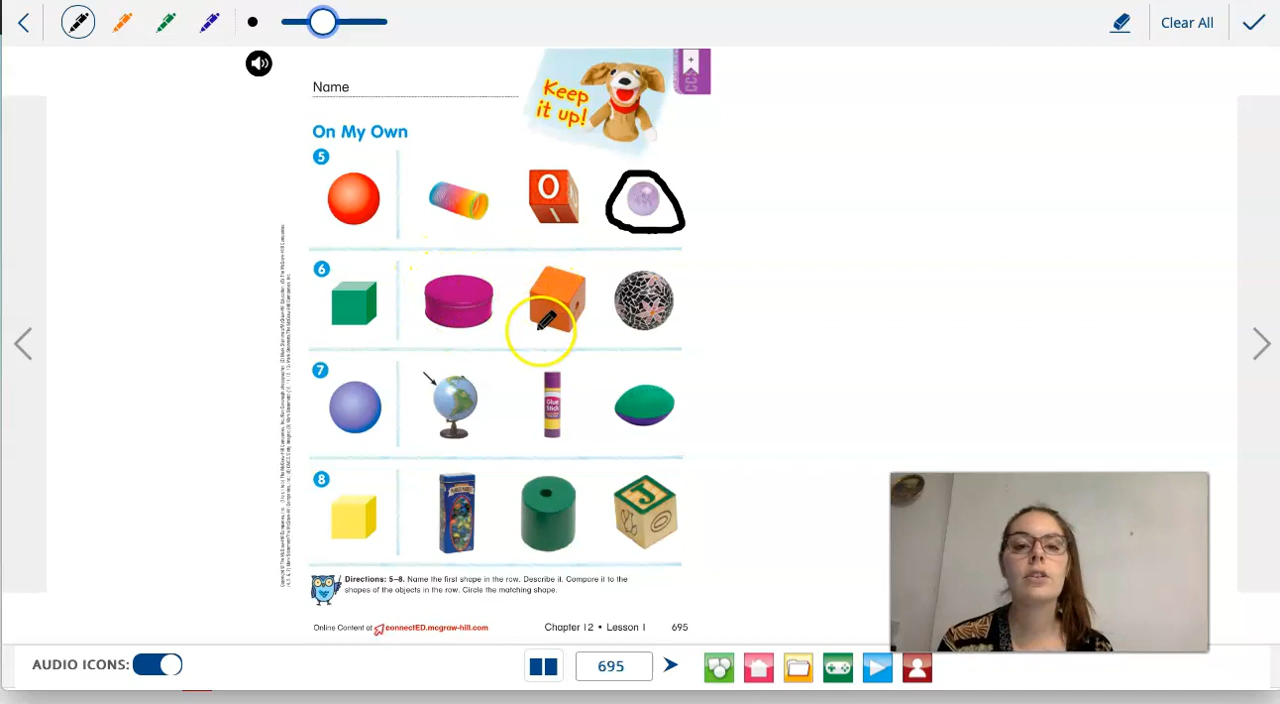 Clear All
Name
Keep
it up!
On My Own
5
O
6
7
Glue
Stick
8
J
Directions: 5–8. Name the first shape in the row. Describe it. Compare it to the
shapes of the objects in the row. Circle the matching shape.
Online Content at connectED.mcgraw-hill.com
Chapter 12 • Lesson 1
695
AUDIO ICONS:
695